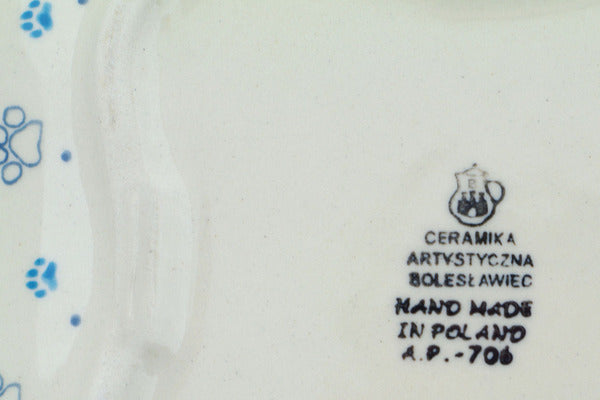 CERAMIKA
ARTYSTYCZNA
BOLESŁAWIEC
HAND MADE
IN POLAND
A.P.-706